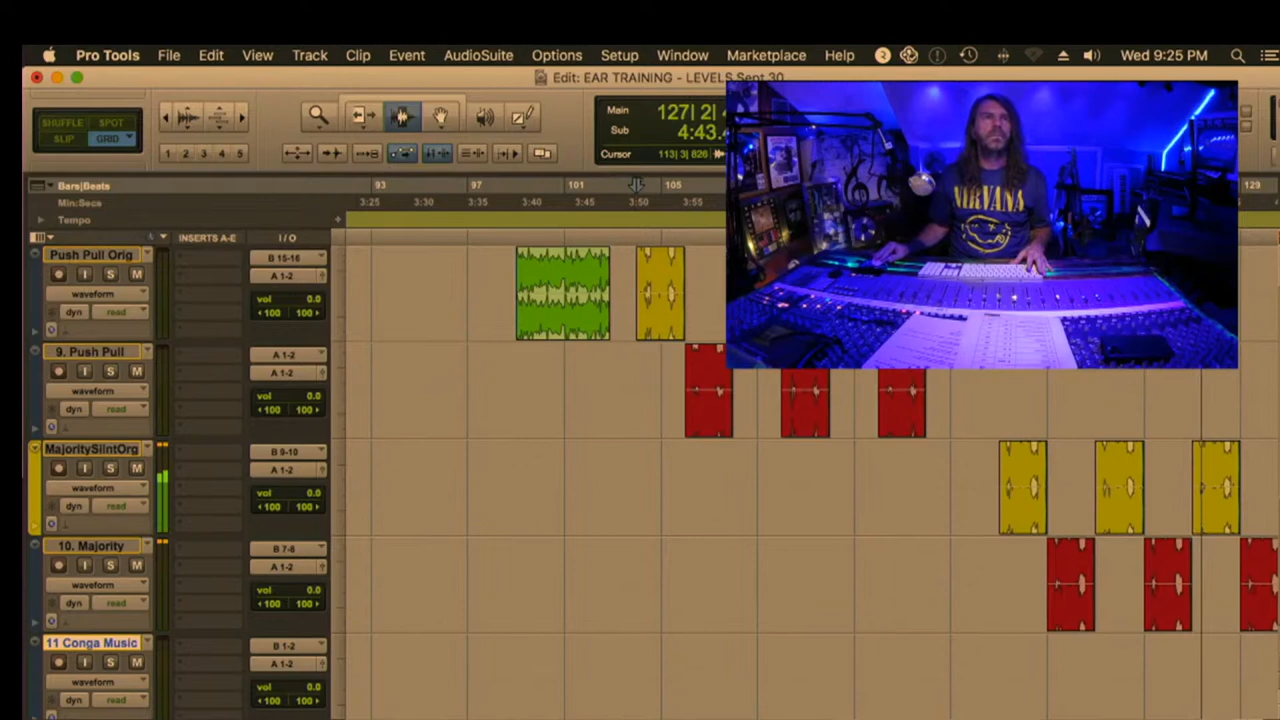 Pro Tools File Edit View Track Clip Event AudioSuite Options Setup Window Marketplace Help R Wed 9:25 PM
Edit: EAR TRAINING - LEVELS Sept 30
SHUFFLE SPOT
SLIP GRID
1 2 3 4 5
Main 127| 2|
Sub 4:43.
Cursor 113| 3| 826
NIRVANA
Bars|Beats 93 97 101 105 129
Min:Secs 3:25 3:30 3:35 3:40 3:45 3:50 3:55
Tempo
INSERTS A-E I / O
Push Pull Orig B 15-16
I S M A 1-2
waveform vol 0.0
dyn read 100 100
9. Push Pull A 1-2
I S M A 1-2
waveform vol 0.0
dyn read 100 100
MajoritySilntOrg B 9-10
I S M A 1-2
waveform vol 0.0
dyn read 100 100
10. Majority B 7-8
I S M A 1-2
waveform vol 0.0
dyn read 100 100
11 Conga Music B 1-2
I S M A 1-2
waveform vol 0.0
dyn read 100 100